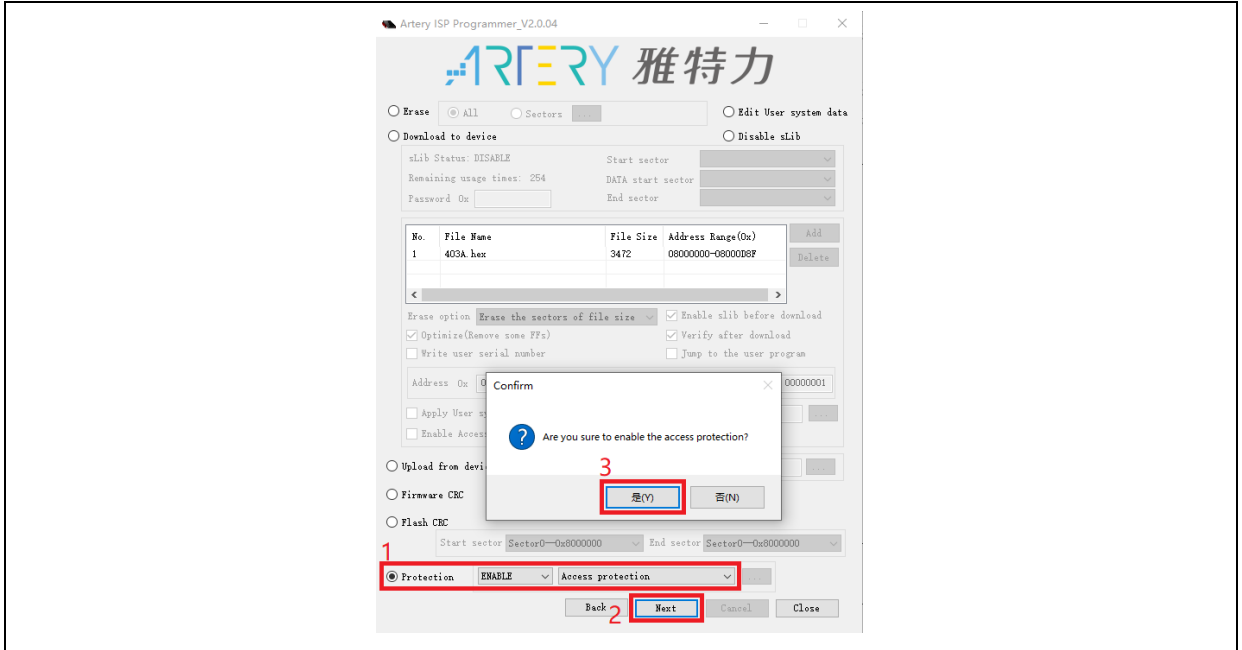 Artery ISP Programmer_V2.0.04
ARTERY 雅特力
Erase All Sectors ... Edit User system data
Download to device Disable sLib
sLib Status: DISABLE Start sector
Remaining usage times: 254 DATA start sector
Password 0x End sector
No. File Name File Size Address Range(0x) Add
1 403A.hex 3472 08000000-08000D8F Delete
Erase option Erase the sectors of file size Enable slib before download
Optimize(Remove some FFs) Verify after download
Write user serial number Jump to the user program
Address 0x 0 00000001
Confirm
Apply User sy ...
Enable Acces
? Are you sure to enable the access protection?
Upload from devi ...
3
是(Y) 否(N)
Firmware CRC
Flash CRC
Start sector Sector0—0x8000000 End sector Sector0—0x8000000
1
Protection ENABLE Access protection ...
2
Back Next Cancel Close